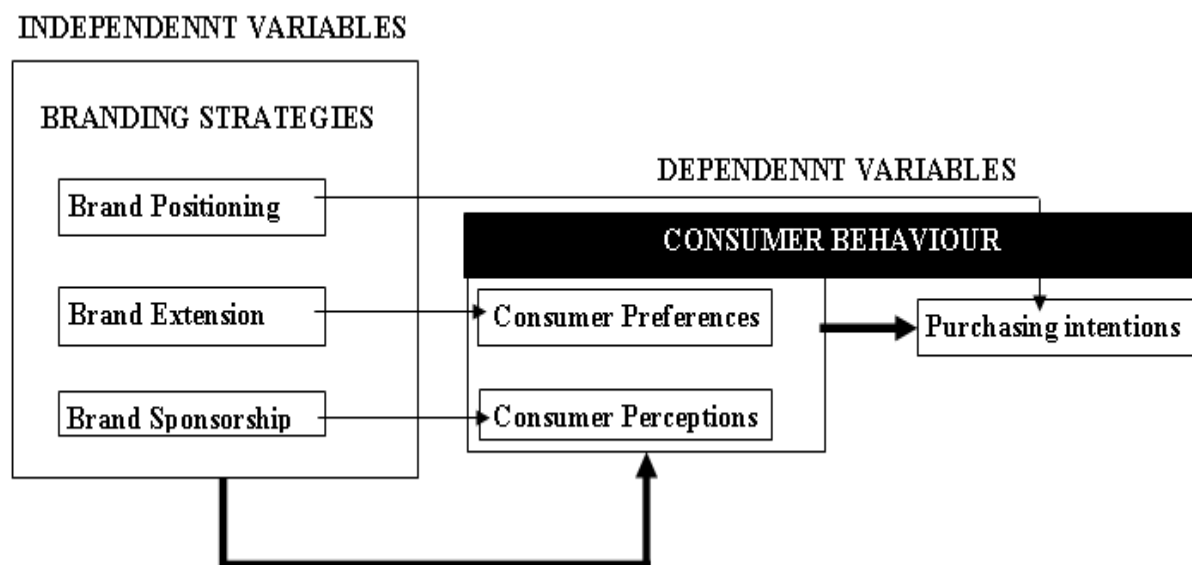 INDEPENDENNT VARIABLES
BRANDING STRATEGIES
Brand Positioning
Brand Extension
Brand Sponsorship
DEPENDENNT VARIABLES
CONSUMER BEHAVIOUR
Consumer Preferences
Consumer Perceptions
Purchasing intentions